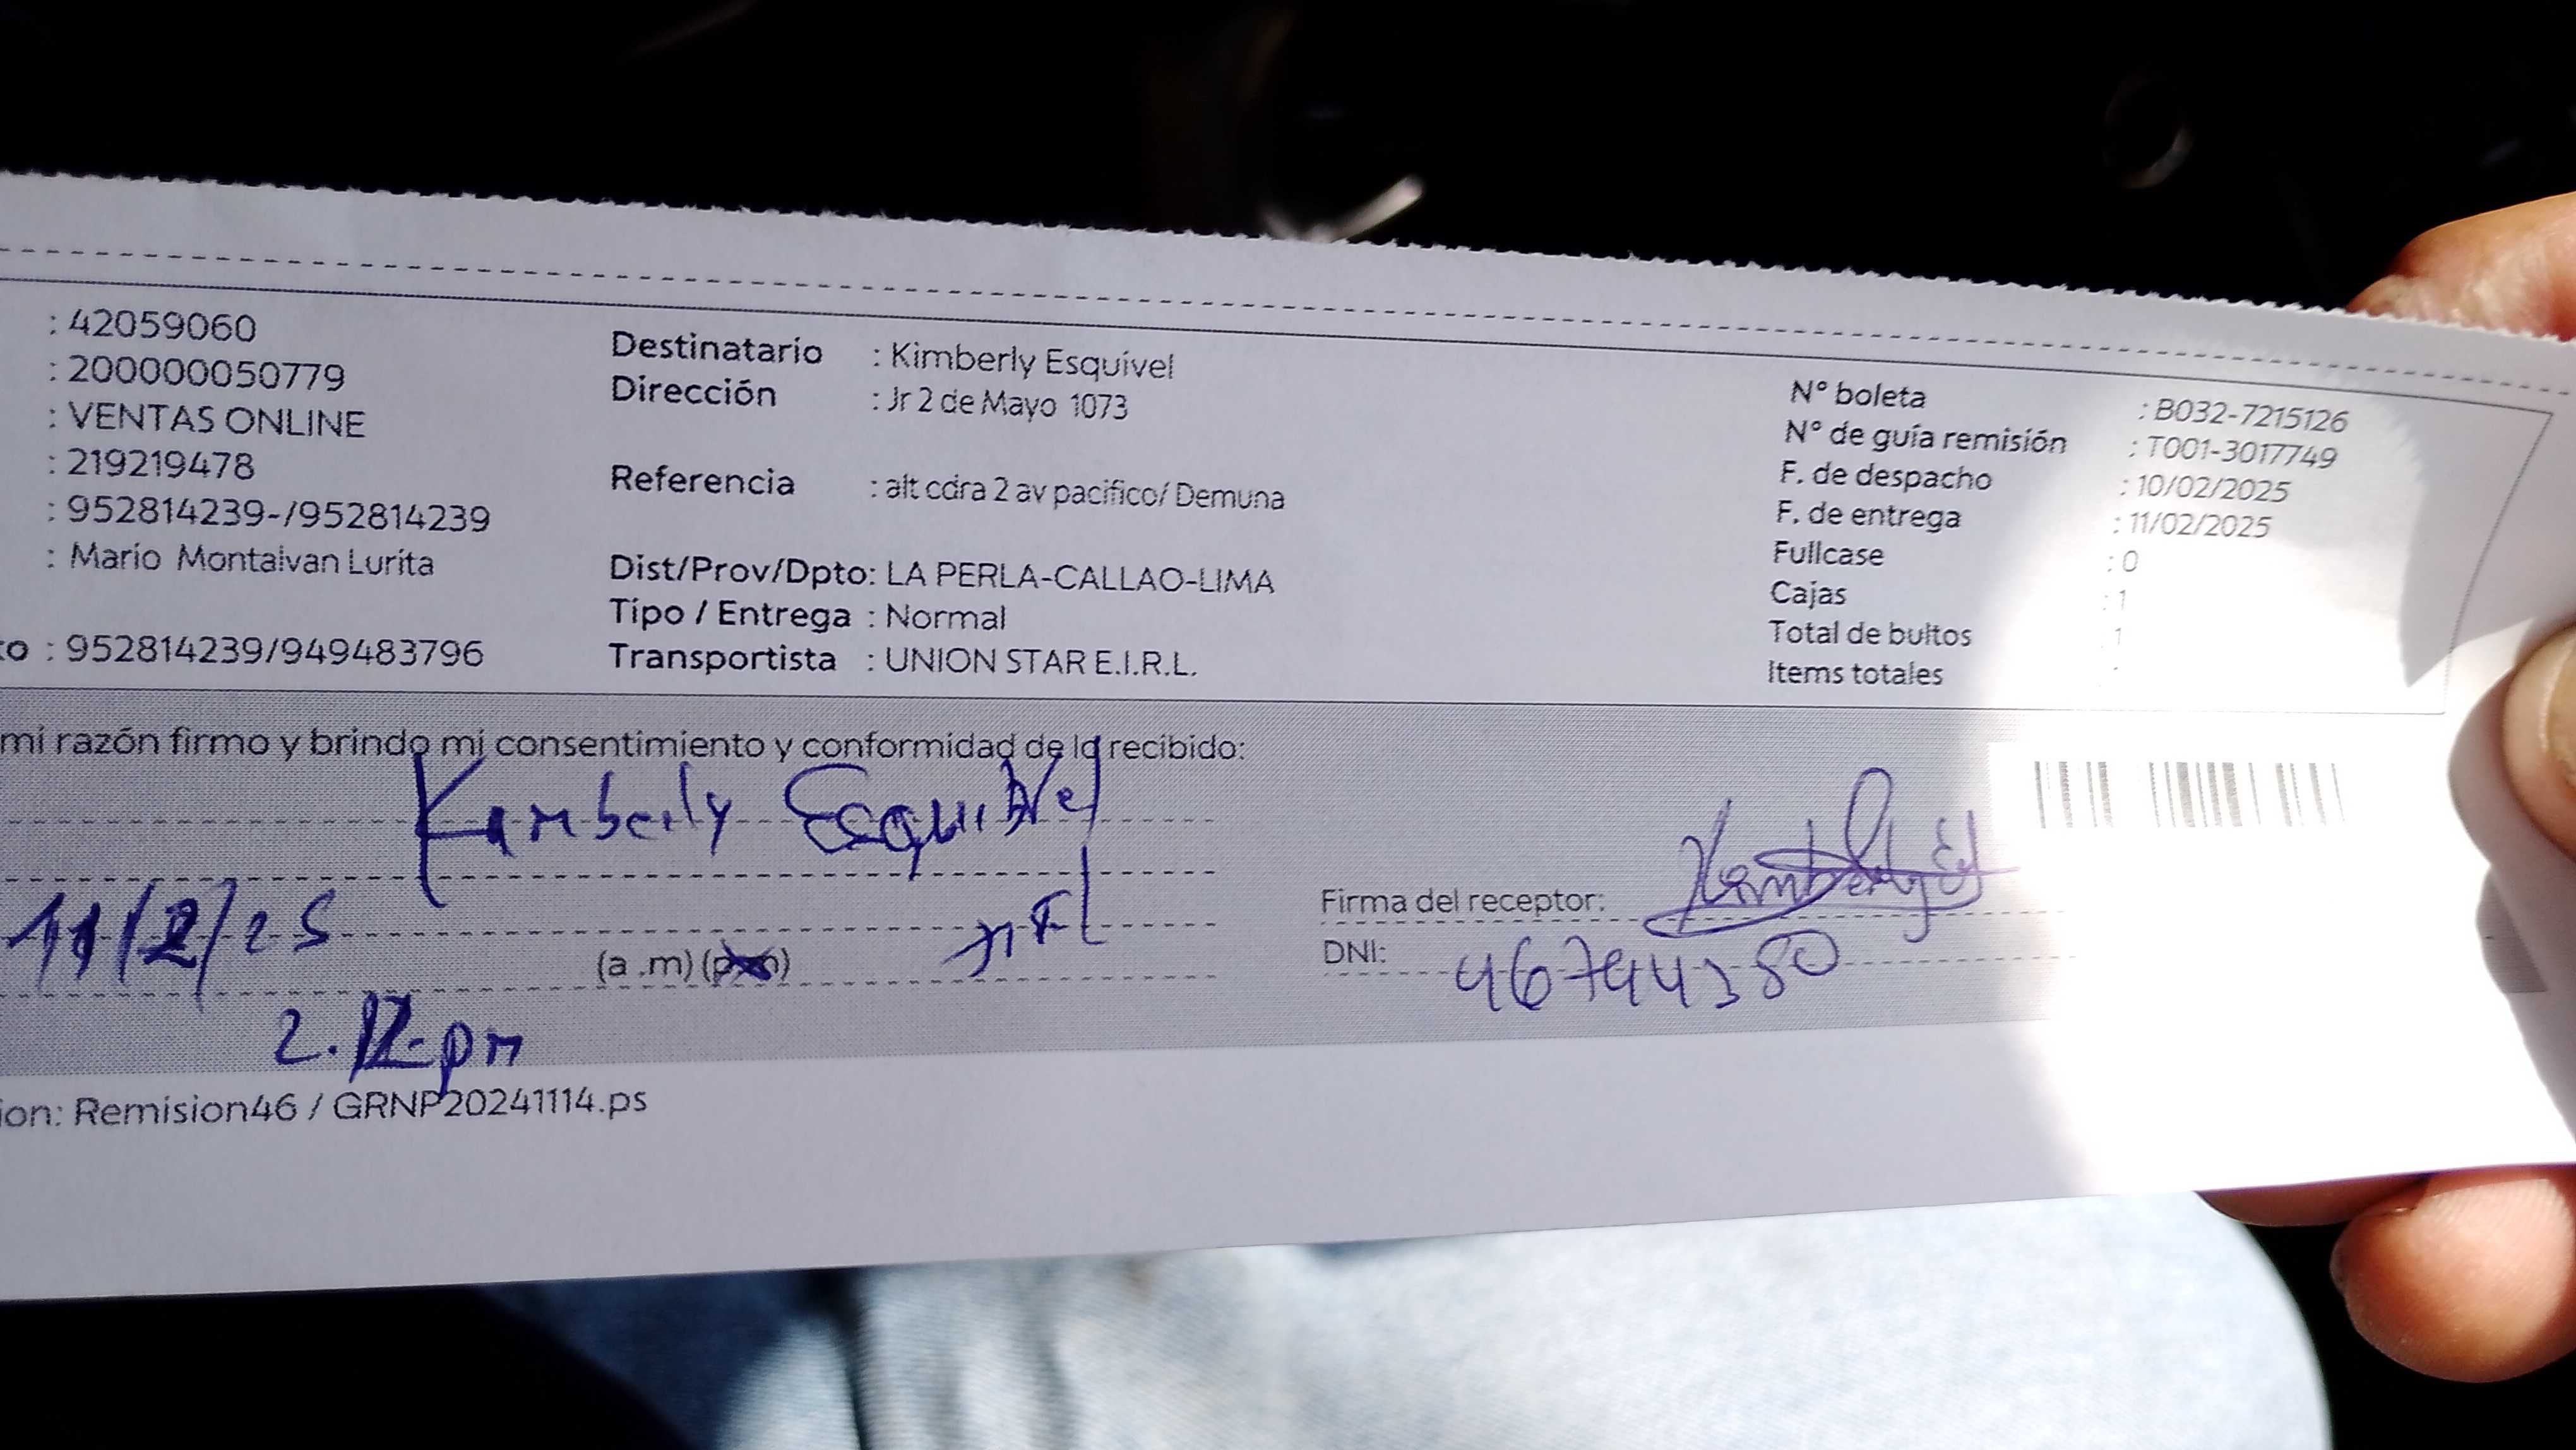 : 42059060
: 200000050779
: VENTAS ONLINE
: 219219478
: 952814239-/952814239
: Mario Montalvan Lurita
: 952814239/949483796
Destinatario : Kimberly Esquivel
Dirección : Jr 2 de Mayo 1073
Referencia : alt cdra 2 av pacifico/ Demuna
Dist/Prov/Dpto: LA PERLA-CALLAO-LIMA
Tipo / Entrega : Normal
Transportista : UNION STAR E.I.R.L.
N° boleta : B032-7215126
N° de guía remisión : T001-3017749
F. de despacho : 10/02/2025
F. de entrega : 11/02/2025
Fullcase : 0
Cajas : 1
Total de bultos : 1
Items totales
mi razón firmo y brindo mi consentimiento y conformidad de lo recibido:
Kimberly Esquivel
11/2/25
(a .m) (p.m)
2.12 pm
Firma del receptor: Kimberly
DNI:
ion: Remision46 / GRNP20241114.ps